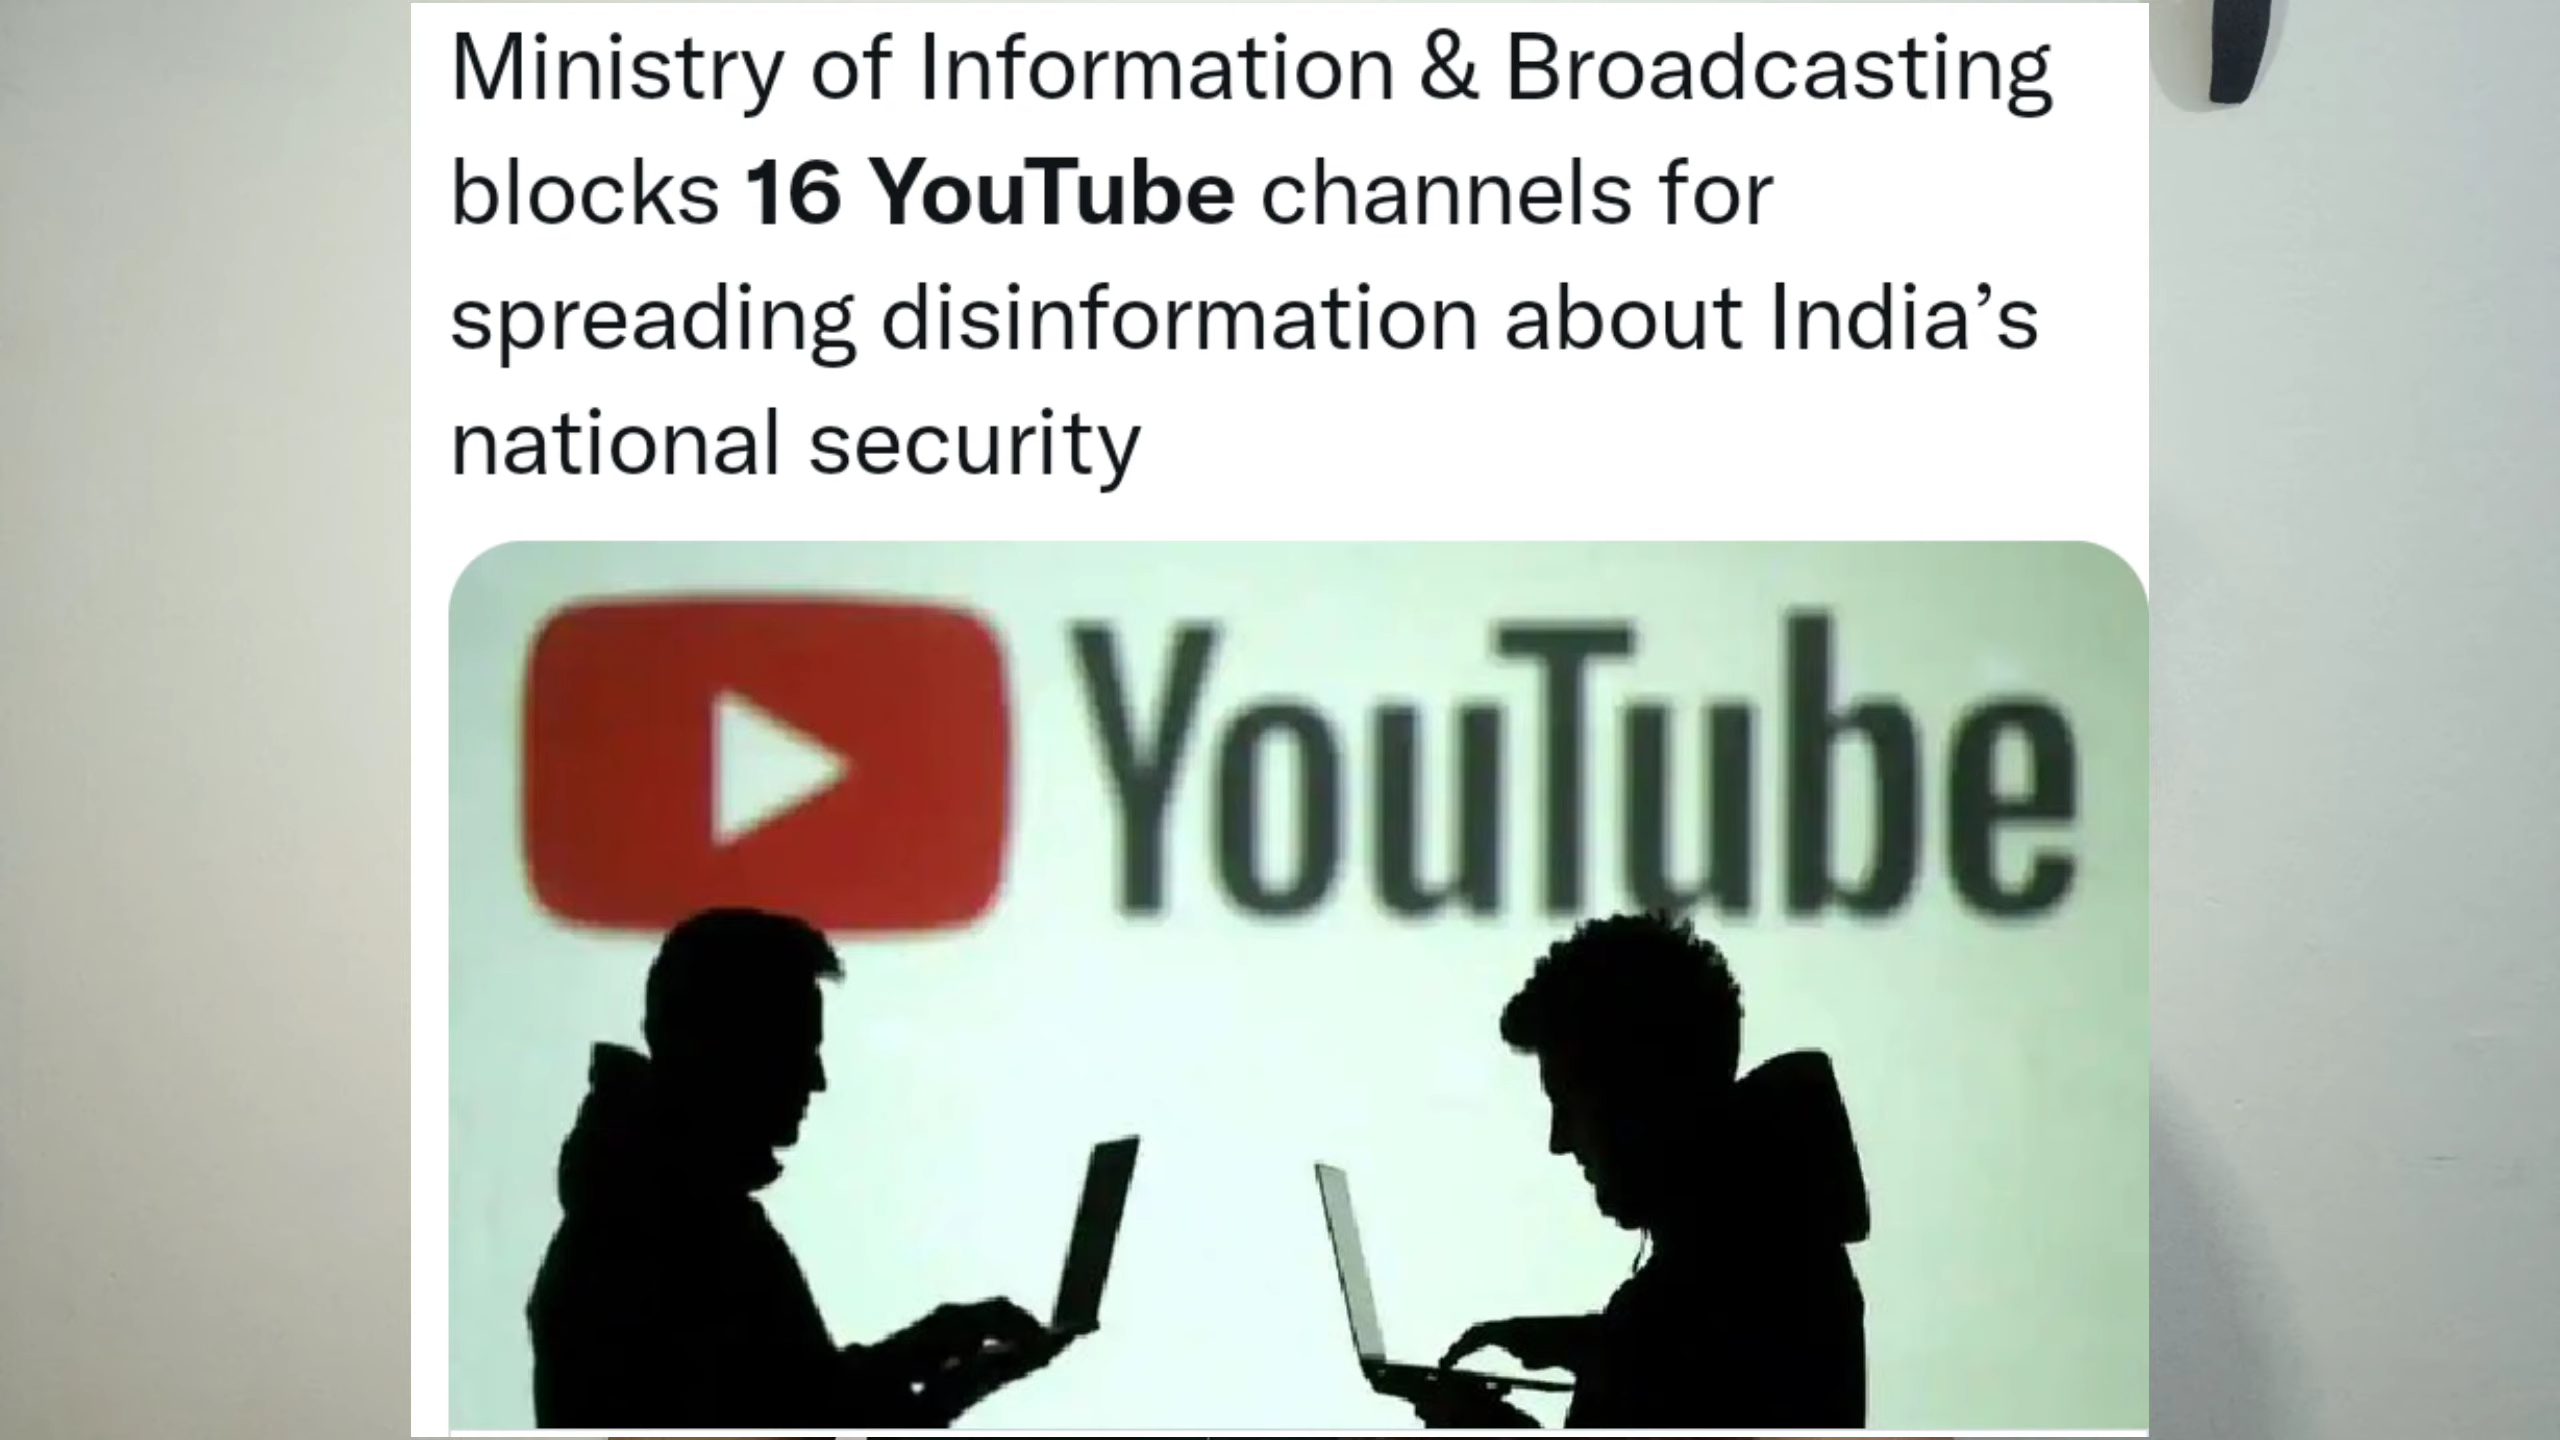 Ministry of Information & Broadcasting
blocks 16 YouTube channels for
spreading disinformation about India’s
national security
YouTube